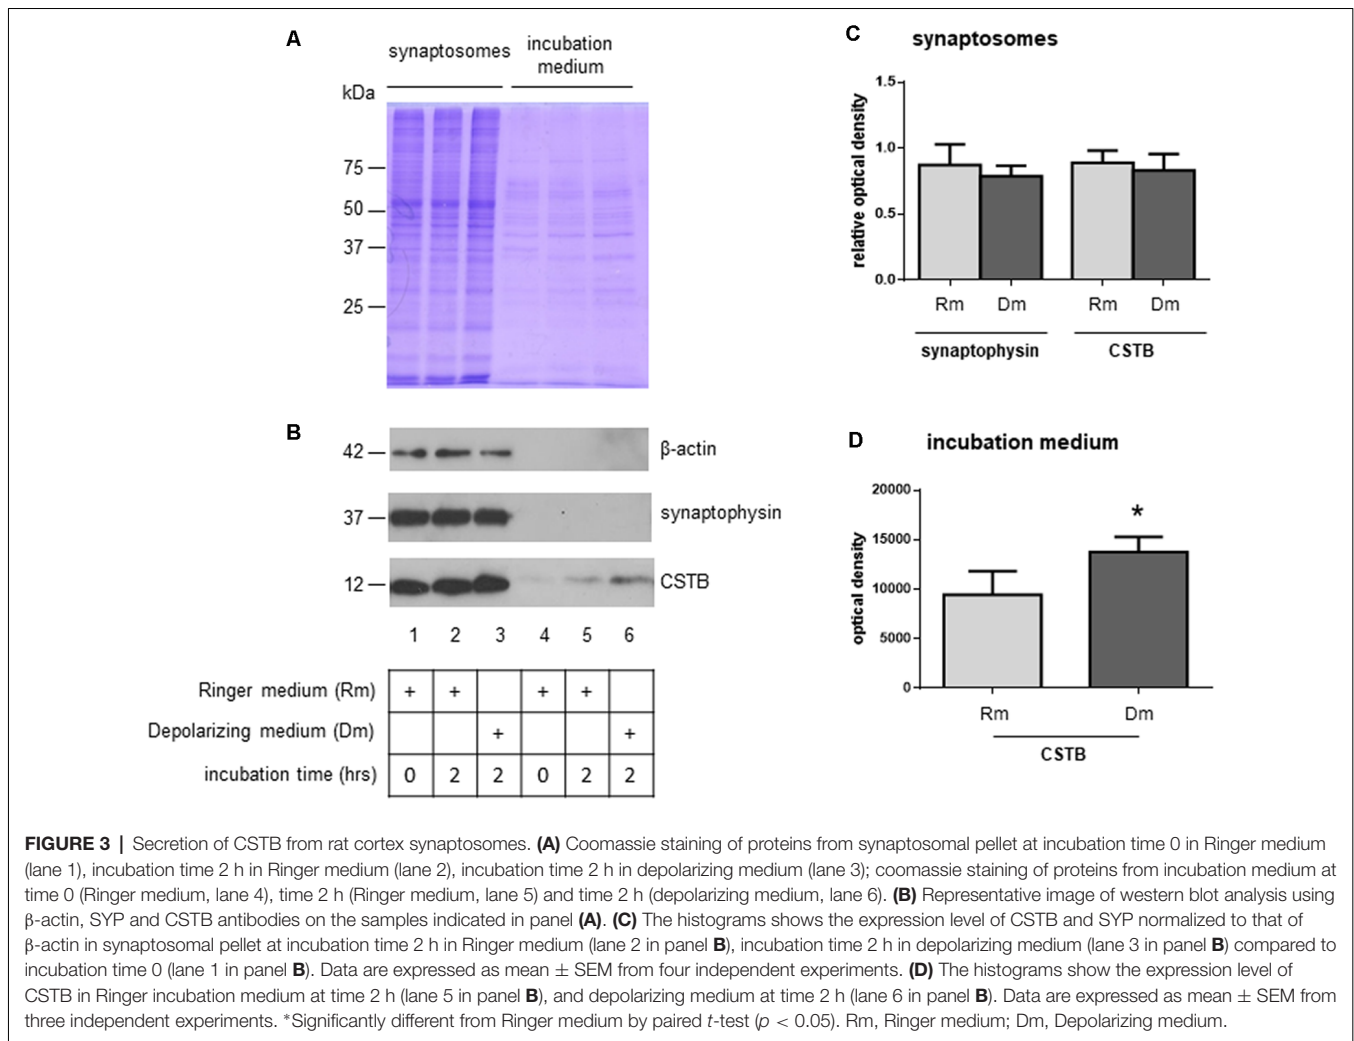 A
synaptosomes
incubation
medium
kDa
75
50
37
25
B
42
β-actin
37
synaptophysin
12
CSTB
1 2 3 4 5 6
Ringer medium (Rm) + + + +
Depolarizing medium (Dm) + +
incubation time (hrs) 0 2 2 0 2 2
C
synaptosomes
relative optical density
1.5
1.0
0.5
0.0
Rm Dm Rm Dm
synaptophysin CSTB
D
incubation medium
optical density
20000
15000
10000
5000
0
*
Rm Dm
CSTB
FIGURE 3 | Secretion of CSTB from rat cortex synaptosomes. (A) Coomassie staining of proteins from synaptosomal pellet at incubation time 0 in Ringer medium
(lane 1), incubation time 2 h in Ringer medium (lane 2), incubation time 2 h in depolarizing medium (lane 3); coomassie staining of proteins from incubation medium at
time 0 (Ringer medium, lane 4), time 2 h (Ringer medium, lane 5) and time 2 h (depolarizing medium, lane 6). (B) Representative image of western blot analysis using
β-actin, SYP and CSTB antibodies on the samples indicated in panel (A). (C) The histograms shows the expression level of CSTB and SYP normalized to that of
β-actin in synaptosomal pellet at incubation time 2 h in Ringer medium (lane 2 in panel B), incubation time 2 h in depolarizing medium (lane 3 in panel B) compared to
incubation time 0 (lane 1 in panel B). Data are expressed as mean ± SEM from four independent experiments. (D) The histograms show the expression level of
CSTB in Ringer incubation medium at time 2 h (lane 5 in panel B), and depolarizing medium at time 2 h (lane 6 in panel B). Data are expressed as mean ± SEM from
three independent experiments. *Significantly different from Ringer medium by paired t-test (p < 0.05). Rm, Ringer medium; Dm, Depolarizing medium.